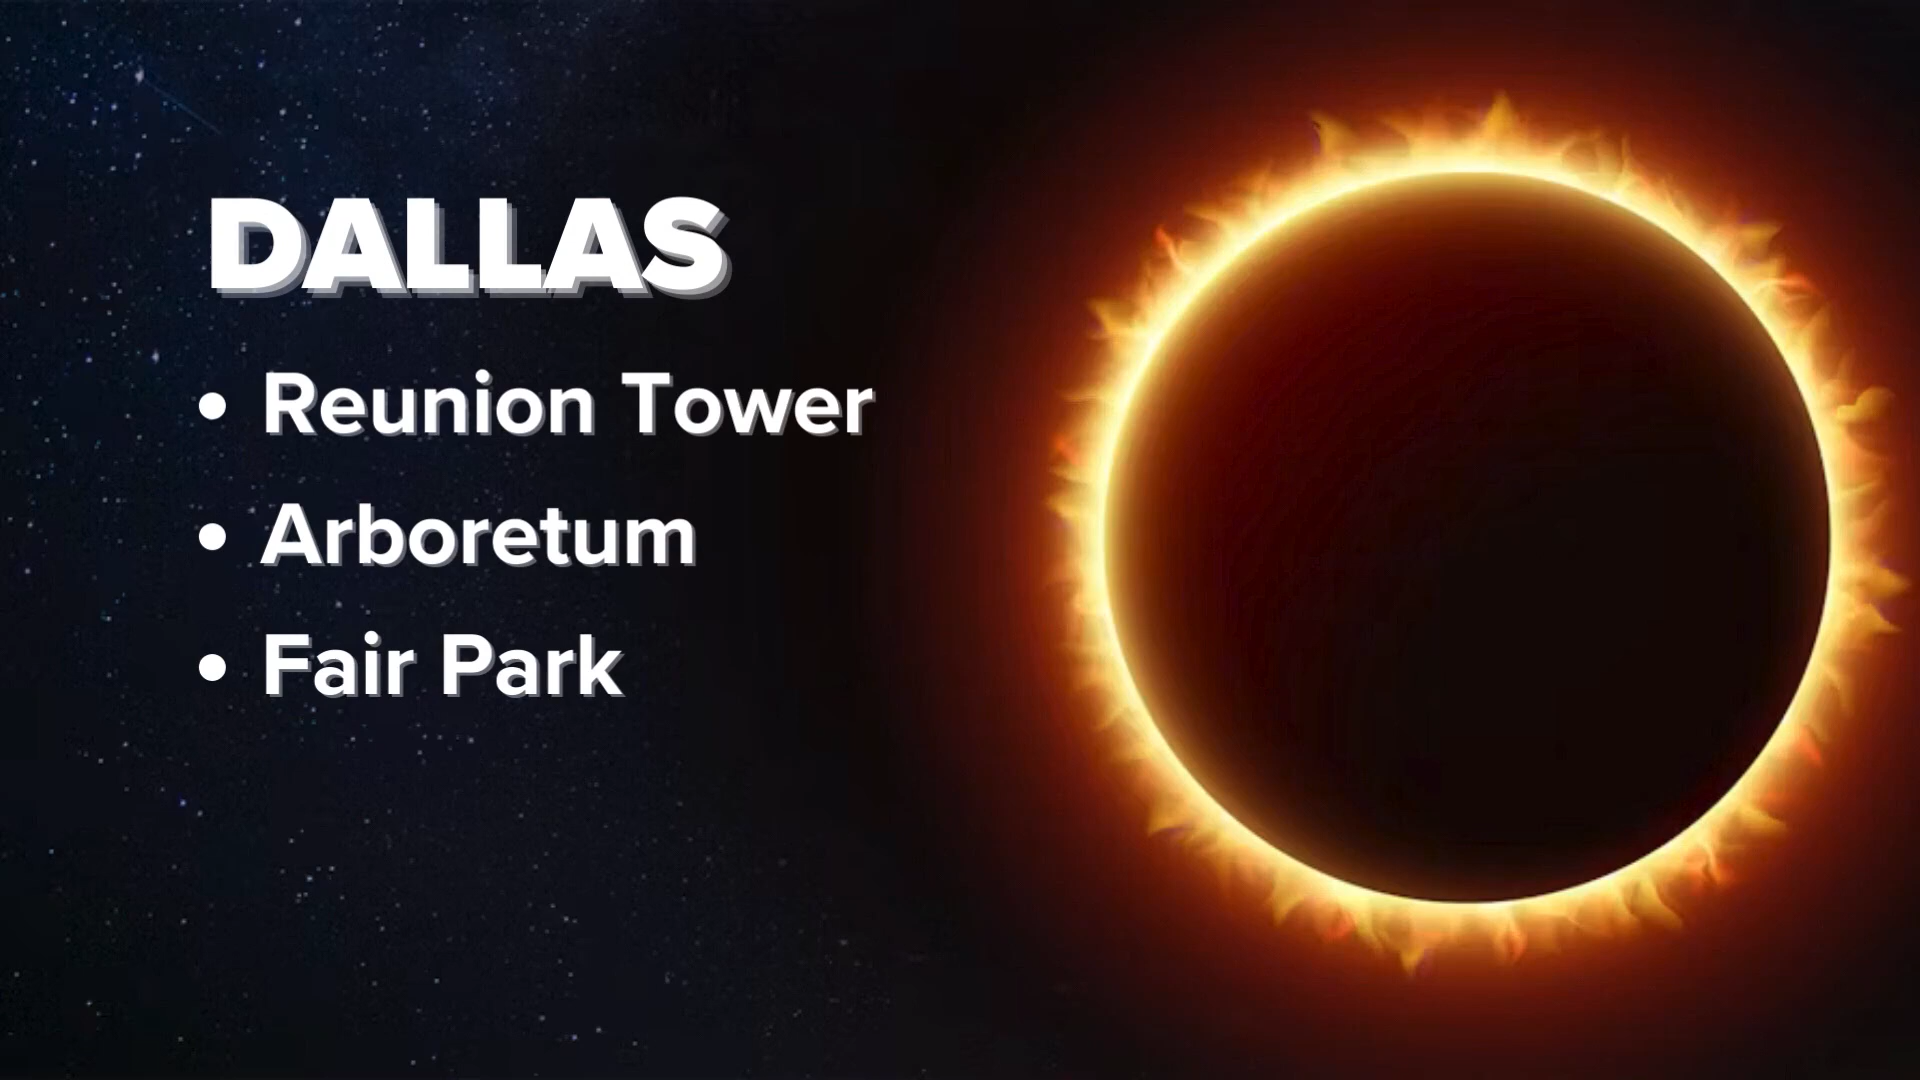 DALLAS
• Reunion Tower
• Arboretum
• Fair Park